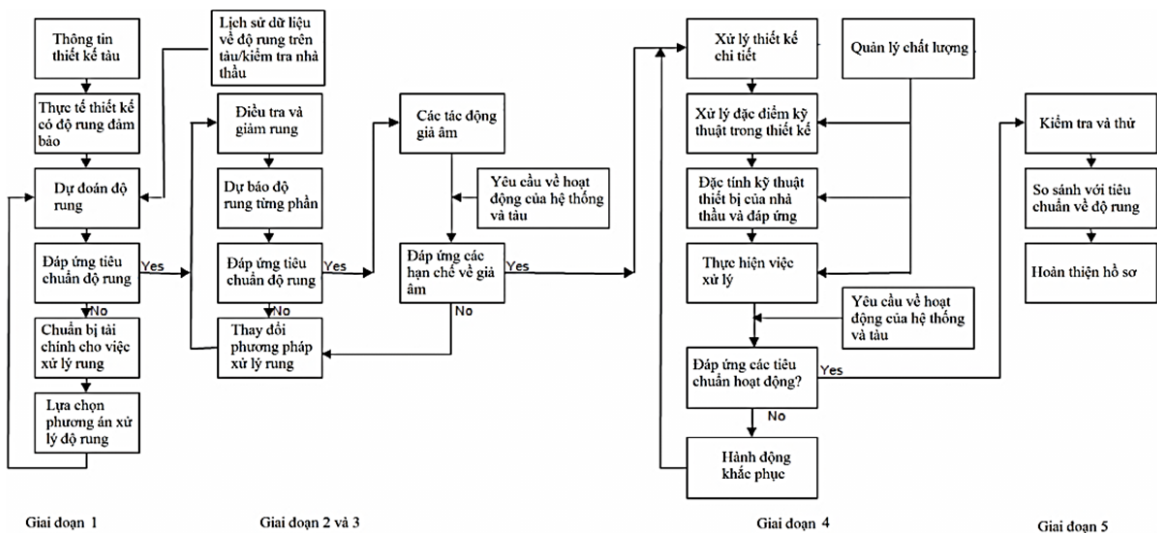 Thông tin
thiết kế tàu
Thực tế thiết kế
có độ rung đảm
bảo
Dự đoán độ
rung
Đáp ứng tiêu
chuẩn độ rung
Yes
No
Chuẩn bị tài
chính cho việc
xử lý rung
Lựa chọn
phương án xử
lý độ rung
Giai đoạn 1
Lịch sử dữ liệu
về độ rung trên
tàu/kiểm tra nhà
thầu
Điều tra và
giảm rung
Dự báo độ
rung từng phần
Đáp ứng tiêu
chuẩn độ rung
Yes
No
Thay đổi
phương pháp
xử lý rung
Các tác động
giả âm
Yêu cầu về hoạt
động của hệ thống
và tàu
Đáp ứng các
hạn chế về giả
âm
Yes
No
Giai đoạn 2 và 3
Xử lý thiết kế
chi tiết
Quản lý chất lượng
Xử lý đặc điểm kỹ
thuật trong thiết kế
Đặc tính kỹ thuật
thiết bị của nhà
thầu và đáp ứng
Thực hiện việc
xử lý
Yêu cầu về hoạt
động của hệ thống
và tàu
Đáp ứng các tiêu
chuẩn hoạt động?
Yes
No
Hành động
khắc phục
Giai đoạn 4
Kiểm tra và thử
So sánh với tiêu
chuẩn về độ rung
Hoàn thiện hồ sơ
Giai đoạn 5